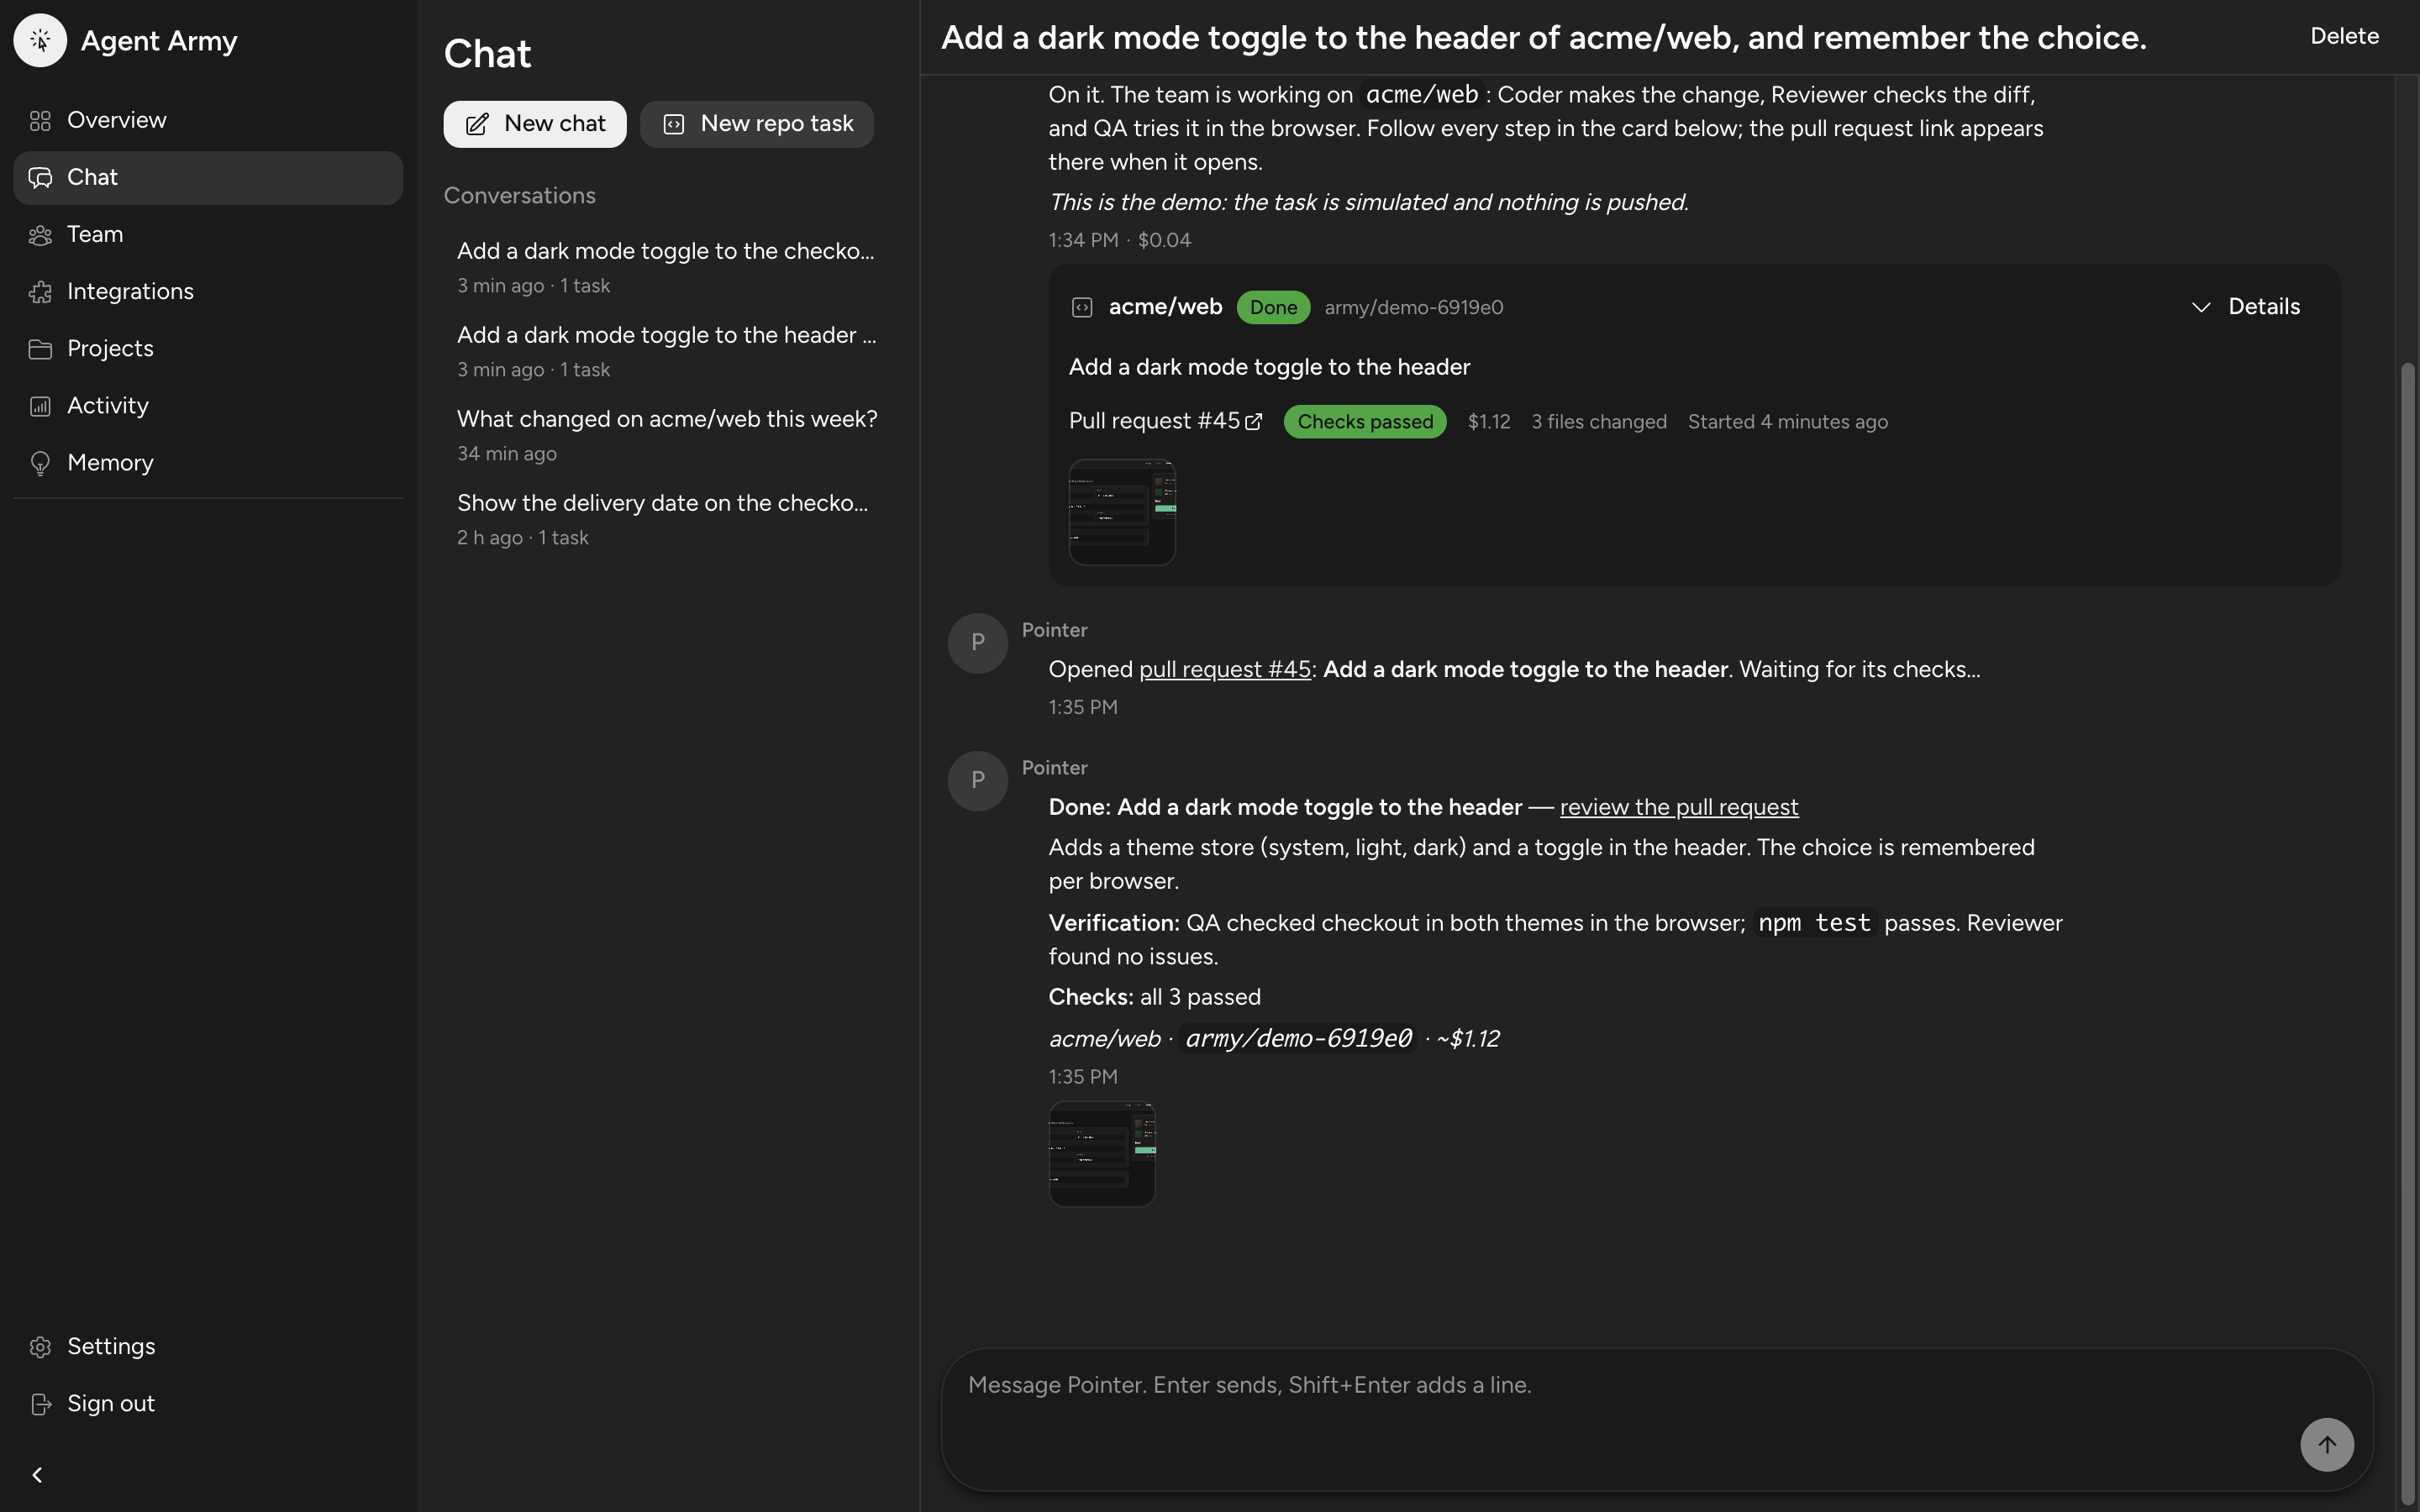 Agent Army
Overview
Chat
Team
Integrations
Projects
Activity
Memory
Settings
Sign out
Chat
New chat
New repo task
Conversations
Add a dark mode toggle to the checko...
3 min ago · 1 task
Add a dark mode toggle to the header ...
3 min ago · 1 task
What changed on acme/web this week?
34 min ago
Show the delivery date on the checko...
2 h ago · 1 task
Add a dark mode toggle to the header of acme/web, and remember the choice.
Delete
On it. The team is working on acme/web: Coder makes the change, Reviewer checks the diff,
and QA tries it in the browser. Follow every step in the card below; the pull request link appears
there when it opens.
This is the demo: the task is simulated and nothing is pushed.
1:34 PM · $0.04
acme/web Done army/demo-6919e0
Details
Add a dark mode toggle to the header
Pull request #45 Checks passed $1.12 3 files changed Started 4 minutes ago
P
Pointer
Opened pull request #45: Add a dark mode toggle to the header. Waiting for its checks...
1:35 PM
P
Pointer
Done: Add a dark mode toggle to the header — review the pull request
Adds a theme store (system, light, dark) and a toggle in the header. The choice is remembered
per browser.
Verification: QA checked checkout in both themes in the browser; npm test passes. Reviewer
found no issues.
Checks: all 3 passed
acme/web · army/demo-6919e0 · ~$1.12
1:35 PM
Message Pointer. Enter sends, Shift+Enter adds a line.